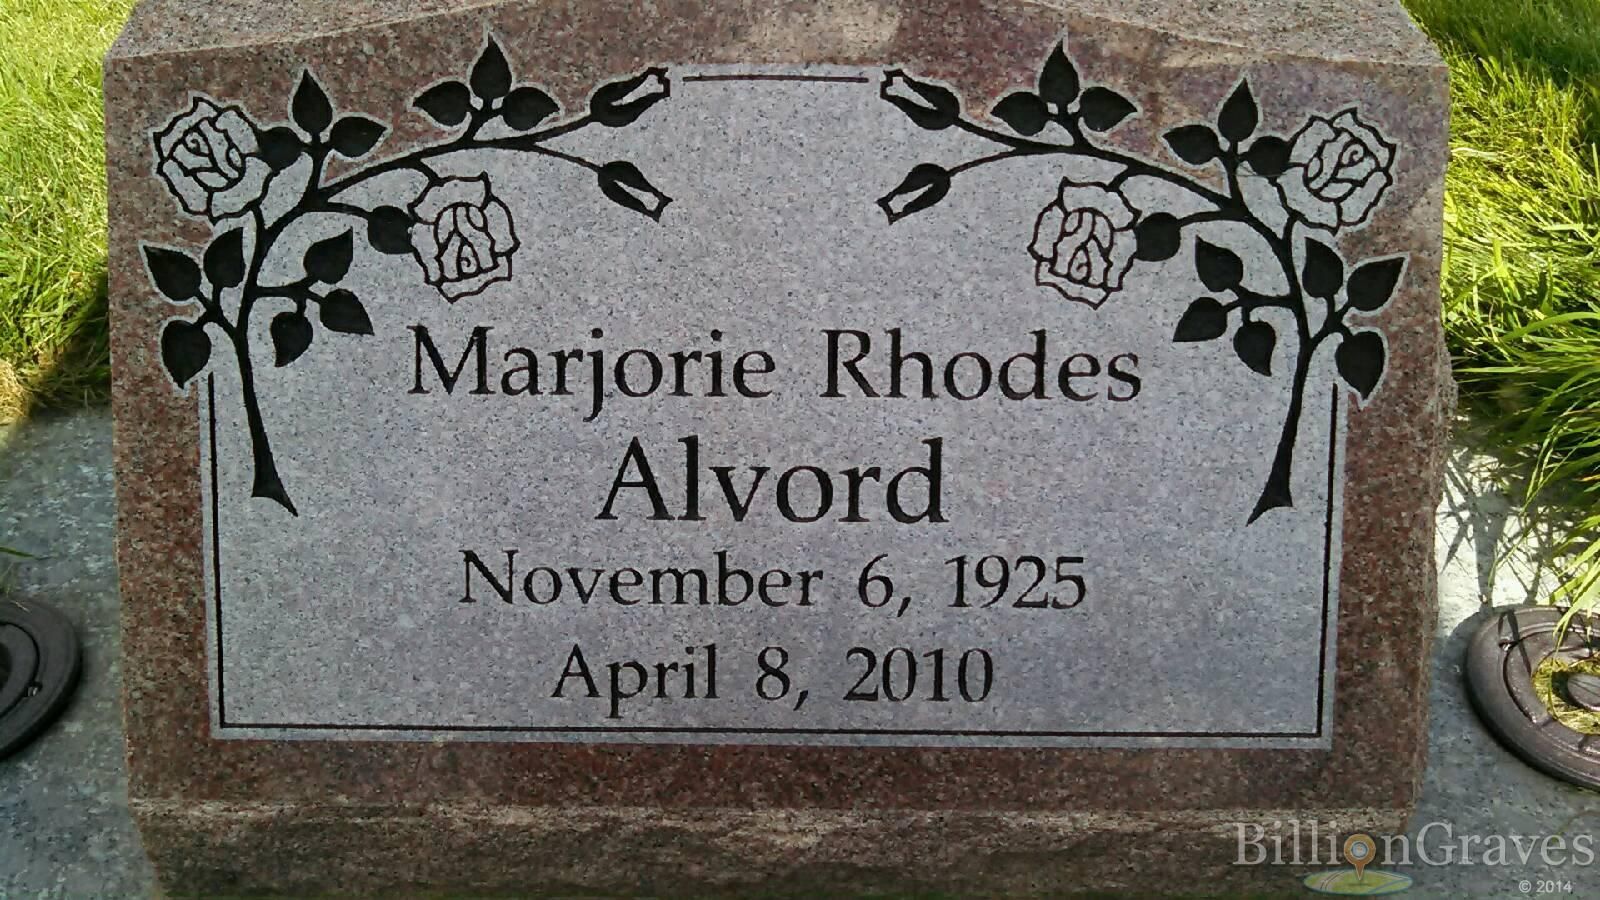 Marjorie Rhodes
Alvord
November 6, 1925
April 8, 2010
BillionGraves
© 2014